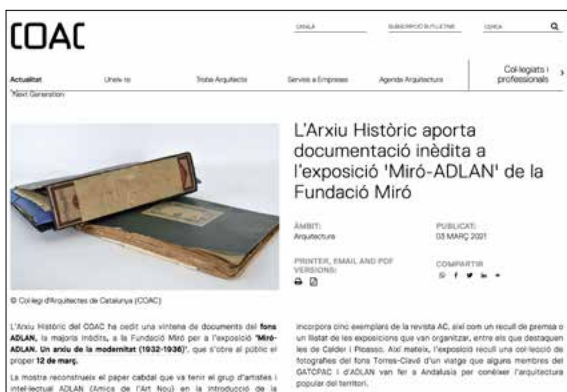 COAC
CATALÀ
SUBSCRIPCIÓ BUTLLETINS
CERCA
Actualitat
Uneix-te
Troba Arquitecte
Serveis a Empreses
Agenda Arquitectura
Col·legiats i
professionals
Next Generation
L'Arxiu Històric aporta
documentació inèdita a
l'exposició 'Miró-ADLAN' de la
Fundació Miró
ÀMBIT:
Arquitectura
PUBLICAT:
03 MARÇ 2021
PRINTER, EMAIL AND PDF
VERSIONS:
COMPARTIR
© Col·legi d'Arquitectes de Catalunya (COAC)
L'Arxiu Històric del COAC ha cedit una vintena de documents del fons
ADLAN, la majoria inèdits, a la Fundació Miró per a l'exposició "Miró-
ADLAN. Un arxiu de la modernitat (1932-1936)", que s'obre al públic el
proper 12 de març.
La mostra reconstrueix el paper cabdal que va tenir el grup d'artistes i
intel·lectual ADLAN (Amics de l'Art Nou) en la introducció de la
incorpora cinc exemplars de la revista AC, així com un recull de premsa o
un llistat de les exposicions que van organitzar, entre els que destaquen
les de Calder i Picasso. Així mateix, l'exposició recull una col·lecció de
fotografies del fons Torres-Clavé d'un viatge que alguns membres del
GATCPAC i d'ADLAN van fer a Andalusia per conèixer l'arquitectura
popular del territori.